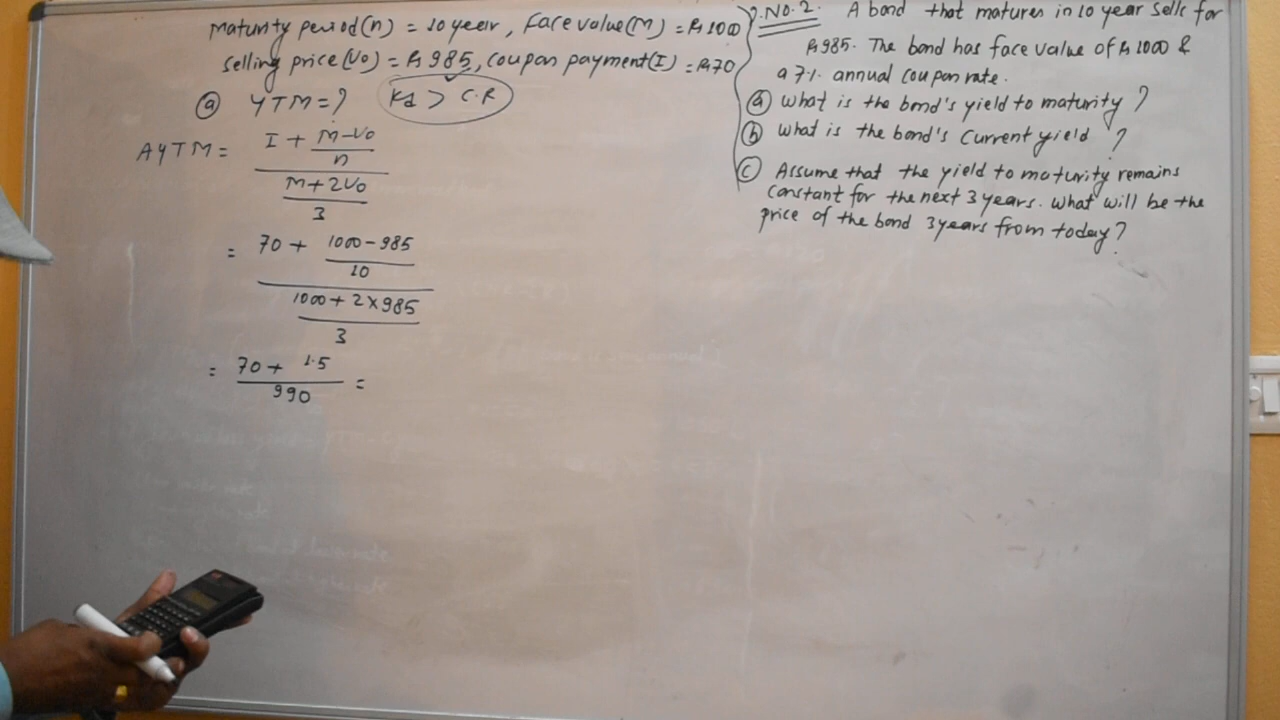 Maturity period(n) = 10 year, Face value(M) = Rs 1000
selling price(V0) = Rs 985, coupon payment(I) = Rs 70
(a) YTM = ? Kd > C.R
AYTM = I + M-V0
n
M+2V0
3
= 70 + 1000-985
10
1000+2×985
3
= 70+ 1.5
990 =
Q.NO.2. A bond that matures in 10 year sells for
Rs 985. The bond has face value of Rs 1000 &
a 7% annual coupon rate.
(a) What is the bond's yield to maturity?
(b) What is the bond's current yield?
(c) Assume that the yield to maturity remains
constant for the next 3 years. What will be the
price of the bond 3 years from today?